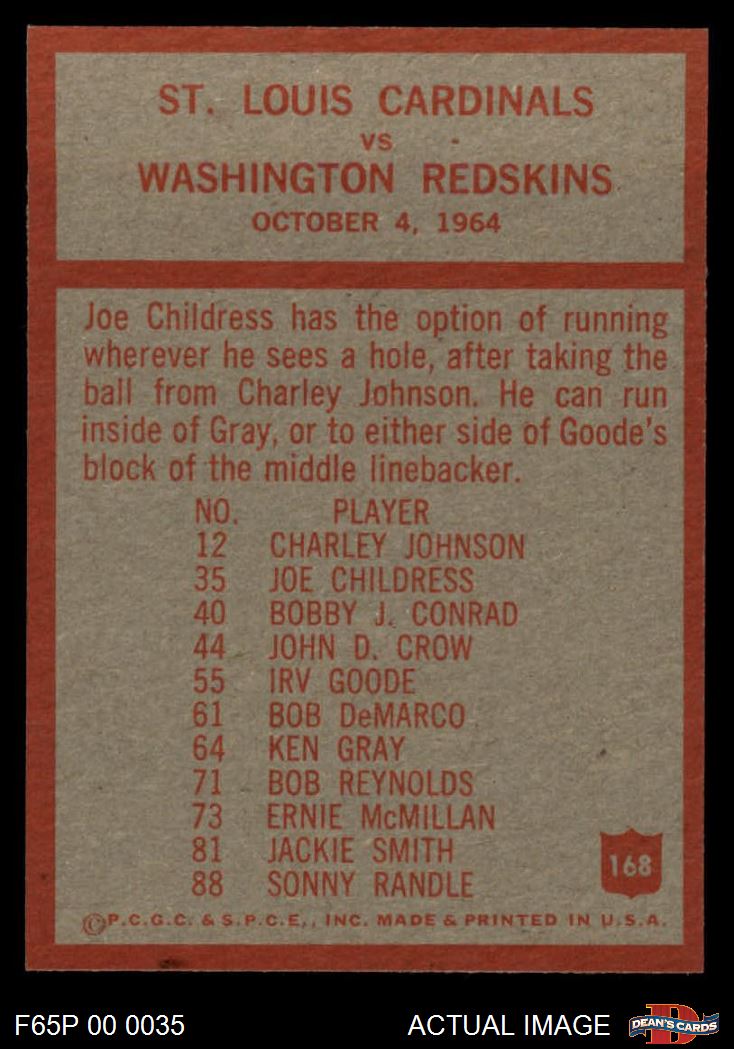 ST. LOUIS CARDINALS
VS
WASHINGTON REDSKINS
OCTOBER 4, 1964
Joe Childress has the option of running
wherever he sees a hole, after taking the
ball from Charley Johnson. He can run
inside of Gray, or to either side of Goode's
block of the middle linebacker.
NO. PLAYER
12 CHARLEY JOHNSON
35 JOE CHILDRESS
40 BOBBY J. CONRAD
44 JOHN D. CROW
55 IRV GOODE
61 BOB DeMARCO
64 KEN GRAY
71 BOB REYNOLDS
73 ERNIE McMILLAN
81 JACKIE SMITH
88 SONNY RANDLE
168
©P.C.G.C. & S.P.C.E., INC. MADE & PRINTED IN U.S.A.
F65P 00 0035 ACTUAL IMAGE D DEAN'S CARDS